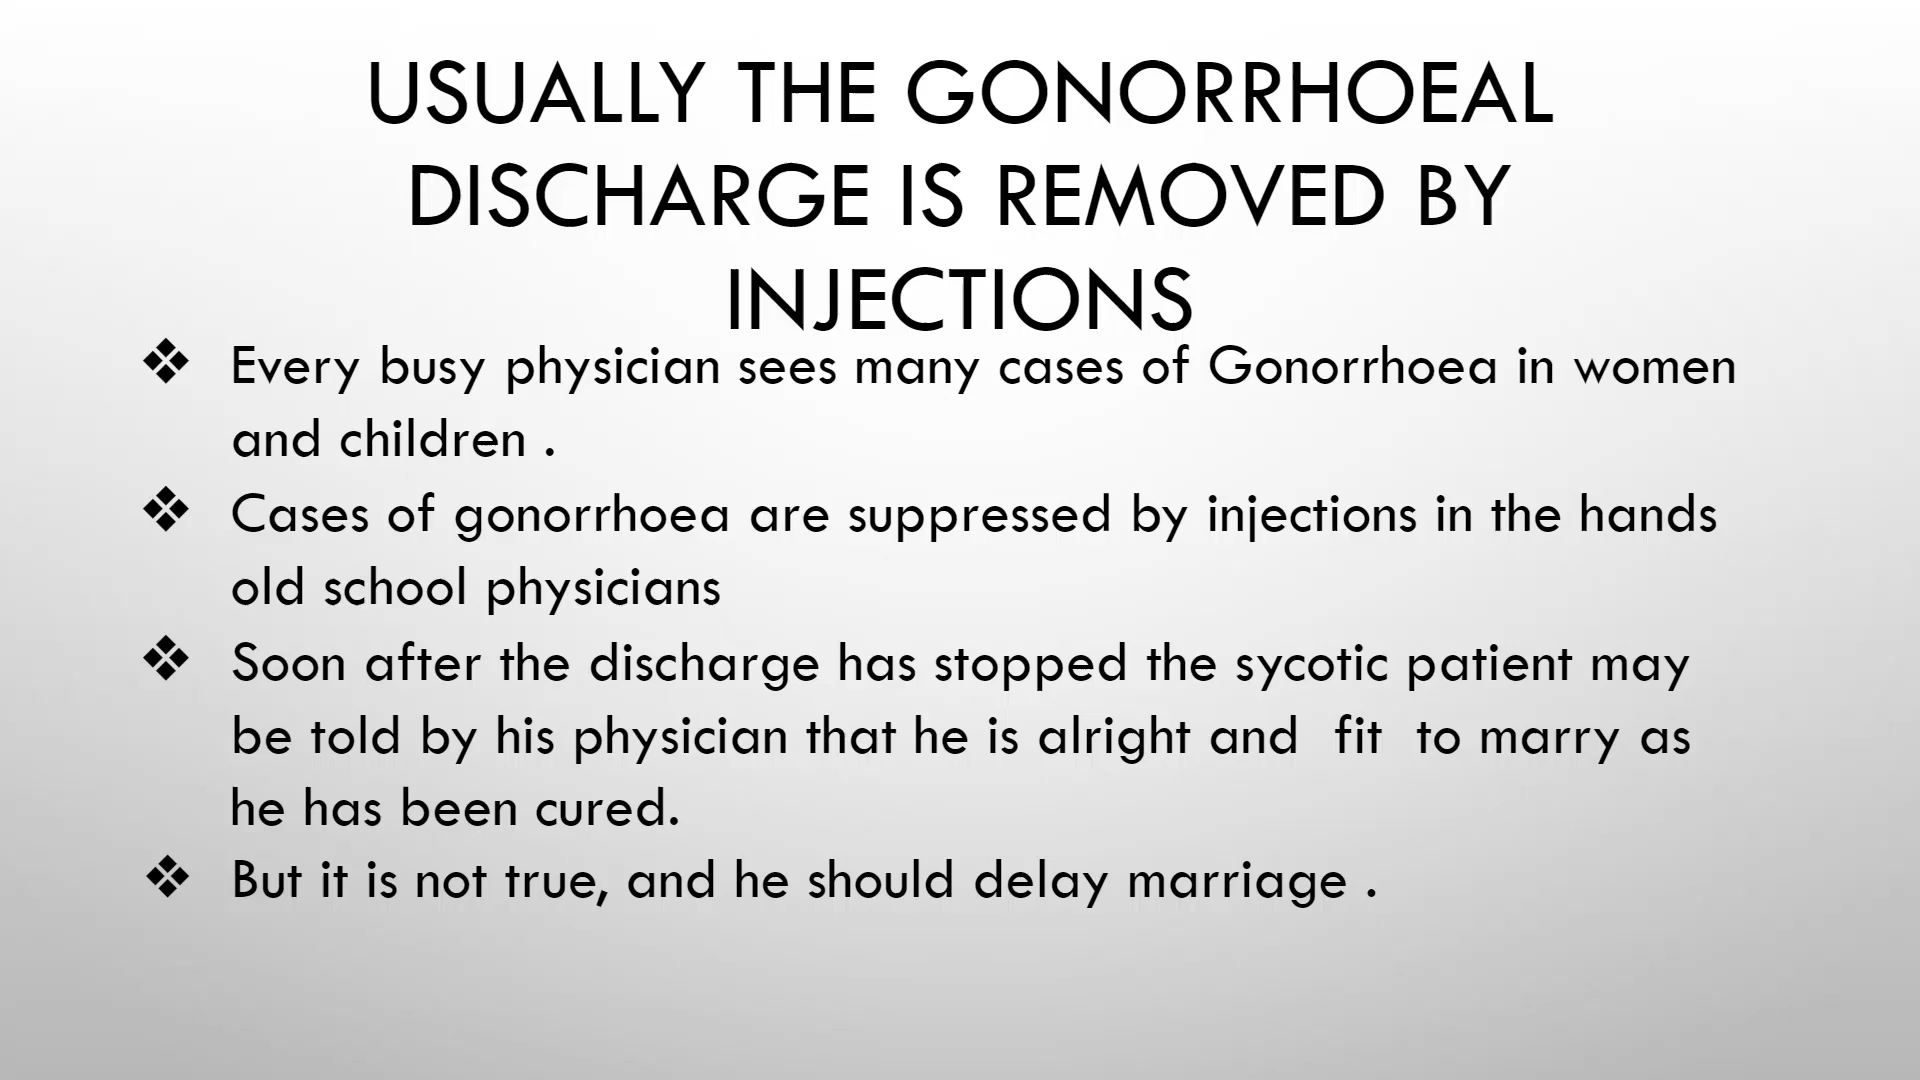 USUALLY THE GONORRHOEAL
DISCHARGE IS REMOVED BY
INJECTIONS
❖ Every busy physician sees many cases of Gonorrhoea in women
and children .
❖ Cases of gonorrhoea are suppressed by injections in the hands
old school physicians
❖ Soon after the discharge has stopped the sycotic patient may
be told by his physician that he is alright and fit to marry as
he has been cured.
❖ But it is not true, and he should delay marriage .